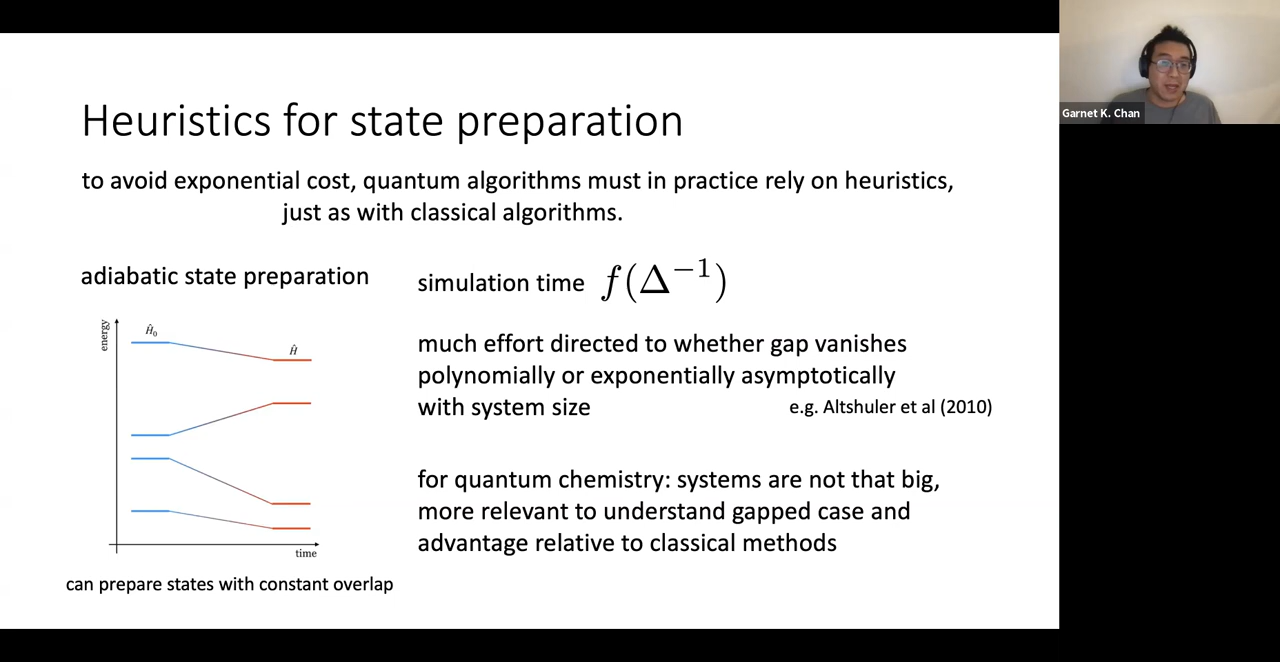 Heuristics for state preparation
to avoid exponential cost, quantum algorithms must in practice rely on heuristics,
just as with classical algorithms.
adiabatic state preparation
energy
Ĥ₀
Ĥ
time
can prepare states with constant overlap
simulation time f(Δ⁻¹)
much effort directed to whether gap vanishes
polynomially or exponentially asymptotically
with system size
e.g. Altshuler et al (2010)
for quantum chemistry: systems are not that big,
more relevant to understand gapped case and
advantage relative to classical methods
Garnet K. Chan